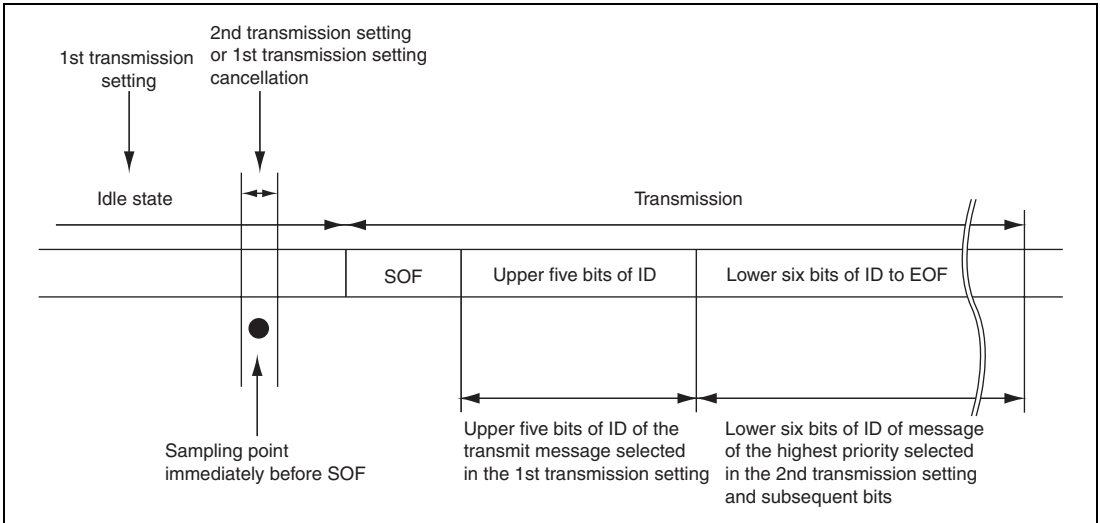 2nd transmission setting
or 1st transmission setting
cancellation
1st transmission
setting
Idle state
Transmission
SOF
Upper five bits of ID
Lower six bits of ID to EOF
Sampling point
immediately before SOF
Upper five bits of ID of the
transmit message selected
in the 1st transmission setting
Lower six bits of ID of message
of the highest priority selected
in the 2nd transmission setting
and subsequent bits